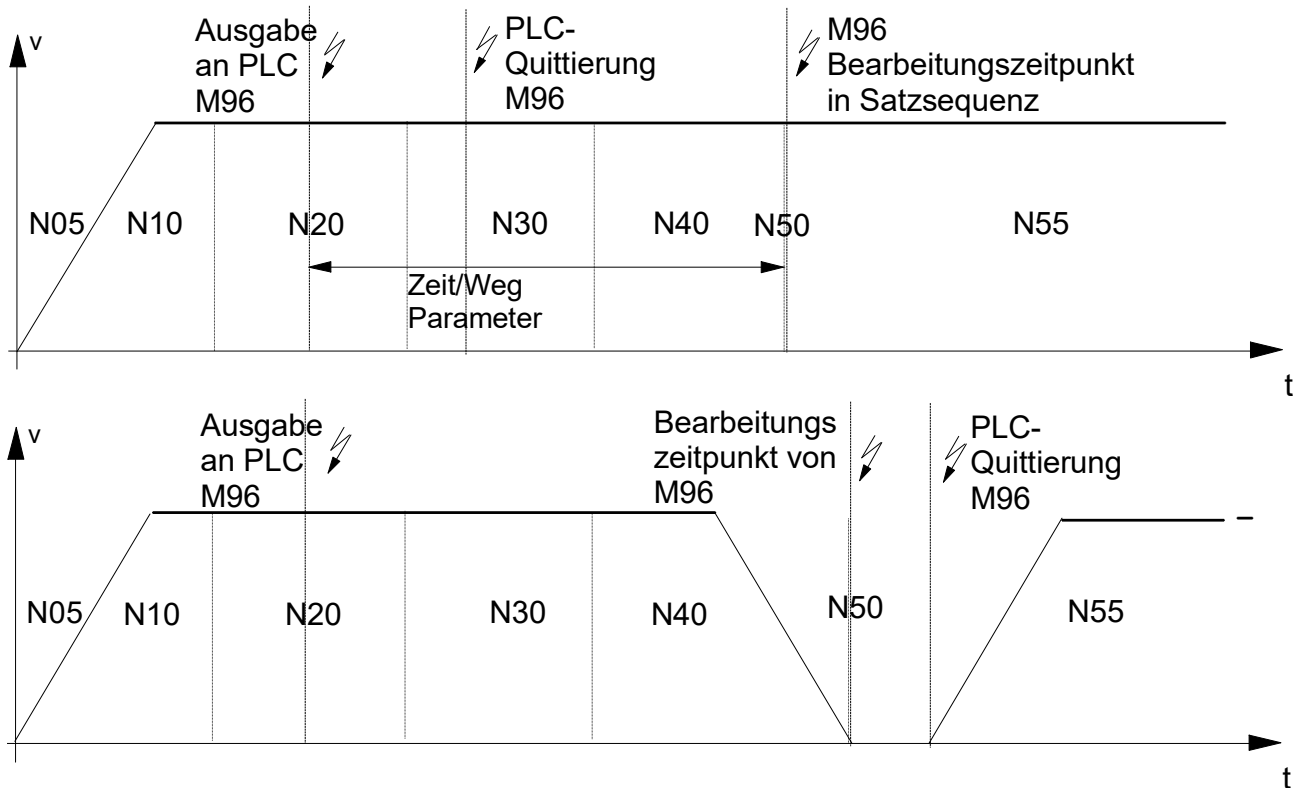 v
Ausgabe
an PLC
M96
PLC-
Quittierung
M96
M96
Bearbeitungszeitpunkt
in Satzsequenz
N05
N10
N20
N30
N40
N50
N55
Zeit/Weg
Parameter
t
v
Ausgabe
an PLC
M96
Bearbeitungs
zeitpunkt von
M96
PLC-
Quittierung
M96
N05
N10
N20
N30
N40
N50
N55
t